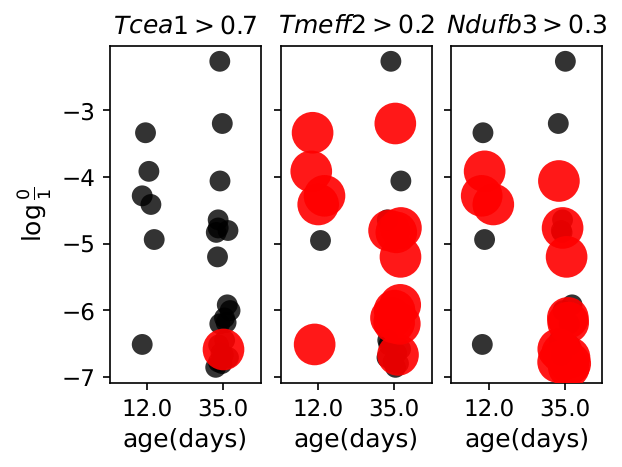 Tcea1 > 0.7 Tmeff2 > 0.2 Ndufb3 > 0.3
log 0/1
−3
−4
−5
−6
−7
12.0 35.0 12.0 35.0 12.0 35.0
age(days) age(days) age(days)